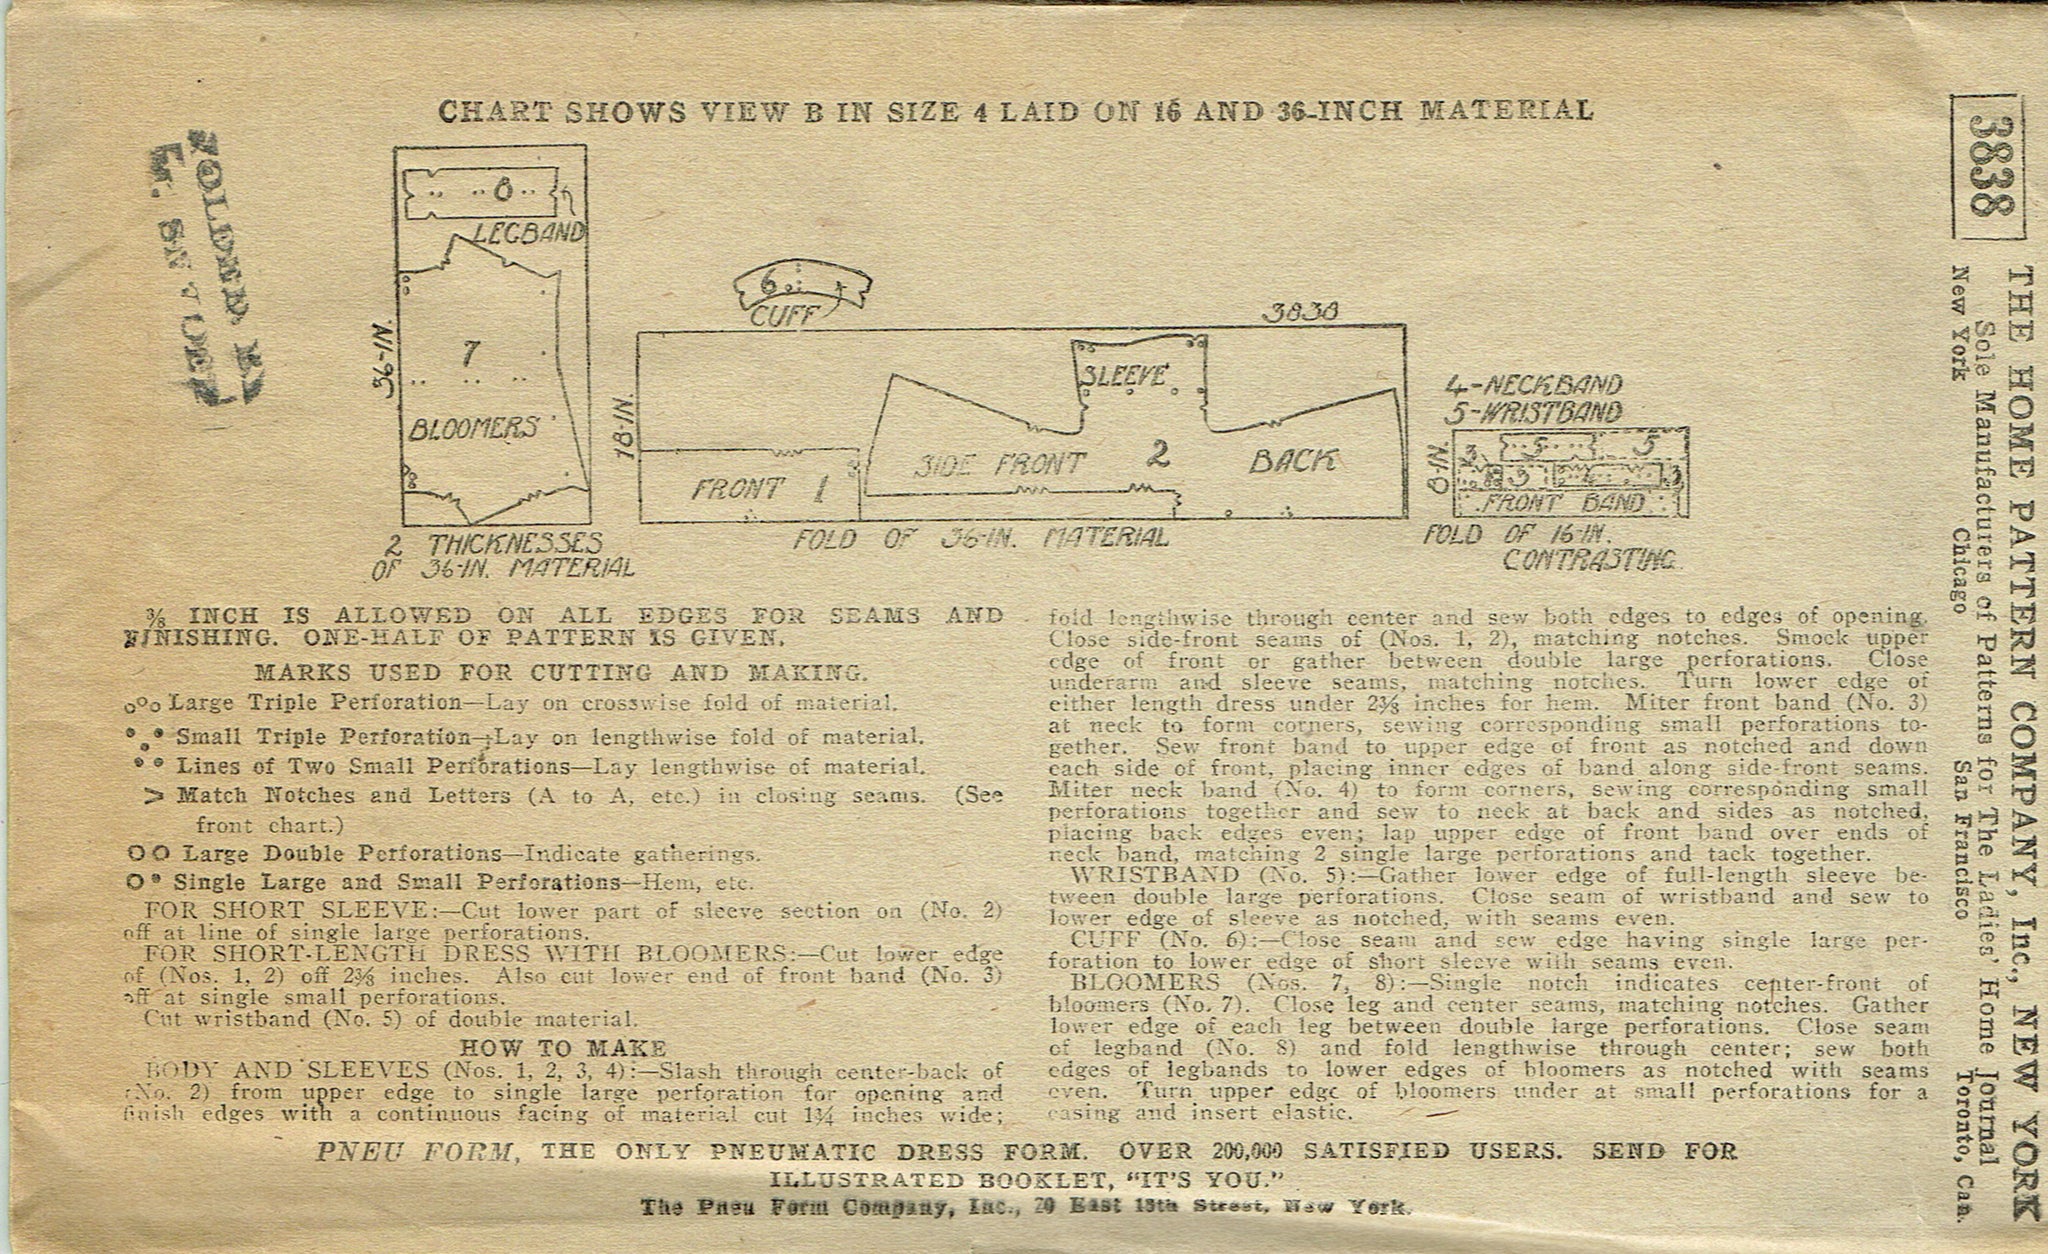 CHART SHOWS VIEW B IN SIZE 4 LAID ON 16 AND 36-INCH MATERIAL
8
LEGBAND
36-IN.
7
BLOOMERS
2 THICKNESSES
OF 36-IN. MATERIAL
6
CUFF
3838
18-IN.
FRONT 1
SIDE FRONT
2
SLEEVE
BACK
FOLD OF 36-IN. MATERIAL
4-NECKBAND
5-WRISTBAND
8-IN.
3
5
5
3
3
FRONT BAND
FOLD OF 16-IN.
CONTRASTING
3/8 INCH IS ALLOWED ON ALL EDGES FOR SEAMS AND
FINISHING. ONE-HALF OF PATTERN IS GIVEN.
MARKS USED FOR CUTTING AND MAKING.
Large Triple Perforation—Lay on crosswise fold of material.
Small Triple Perforation—Lay on lengthwise fold of material.
Lines of Two Small Perforations—Lay lengthwise of material.
> Match Notches and Letters (A to A, etc.) in closing seams. (See
front chart.)
Large Double Perforations—Indicate gatherings.
Single Large and Small Perforations—Hem, etc.
FOR SHORT SLEEVE:—Cut lower part of sleeve section on (No. 2)
off at line of single large perforations.
FOR SHORT-LENGTH DRESS WITH BLOOMERS:—Cut lower edge
of (Nos. 1, 2) off 2⅜ inches. Also cut lower end of front band (No. 3)
off at single small perforations.
Cut wristband (No. 5) of double material.
HOW TO MAKE
BODY AND SLEEVES (Nos. 1, 2, 3, 4):—Slash through center-back of
(No. 2) from upper edge to single large perforation for opening and
finish edges with a continuous facing of material cut 1¾ inches wide;
fold lengthwise through center and sew both edges to edges of opening.
Close side-front seams of (Nos. 1, 2), matching notches. Smock upper
edge of front or gather between double large perforations. Close
underarm and sleeve seams, matching notches. Turn lower edge of
either length dress under 2⅜ inches for hem. Miter front band (No. 3)
at neck to form corners, sewing corresponding small perforations to-
gether. Sew front band to upper edge of front as notched and down
each side of front, placing inner edges of band along side-front seams.
Miter neck band (No. 4) to form corners, sewing corresponding small
perforations together and sew to neck at back and sides as notched,
placing back edges even; lap upper edge of front band over ends of
neck band, matching 2 single large perforations and tack together.
WRISTBAND (No. 5):—Gather lower edge of full-length sleeve be-
tween double large perforations. Close seam of wristband and sew to
lower edge of sleeve as notched, with seams even.
CUFF (No. 6):—Close seam and sew edge having single large per-
foration to lower edge of short sleeve with seams even.
BLOOMERS (Nos. 7, 8):—Single notch indicates center-front of
bloomers (No. 7). Close leg and center seams, matching notches. Gather
lower edge of each leg between double large perforations. Close seam
of legband (No. 8) and fold lengthwise through center; sew both
edges of legbands to lower edges of bloomers as notched with seams
even. Turn upper edge of bloomers under at small perforations for a
casing and insert elastic.
PNEU FORM, THE ONLY PNEUMATIC DRESS FORM. OVER 200,000 SATISFIED USERS. SEND FOR
ILLUSTRATED BOOKLET, "IT'S YOU."
The Pneu Form Company, Inc., 20 East 13th Street, New York.
3838
THE HOME PATTERN COMPANY, Inc., NEW YORK
Sole Manufacturers of Patterns for The Ladies' Home Journal
New York Chicago San Francisco Toronto, Can.